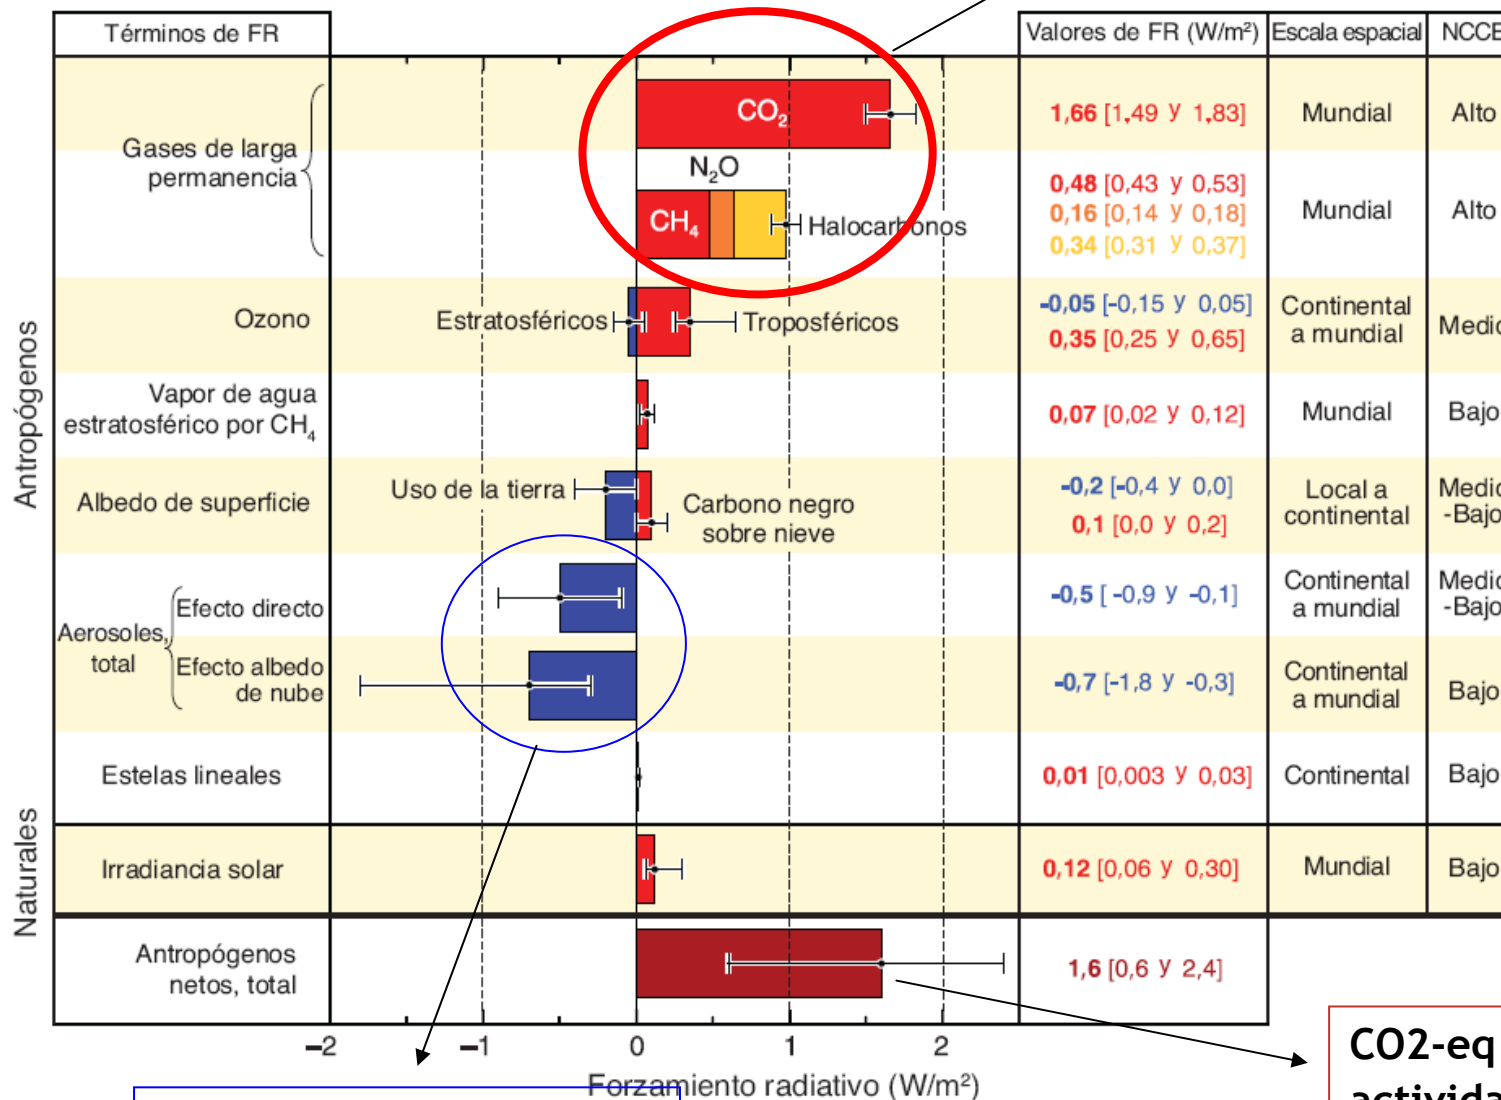 Términos de FR
Valores de FR (W/m²)
Escala espacial
NCCE
Antropógenos
Gases de larga
permanencia
CO₂
1,66 [1,49 y 1,83]
Mundial
Alto
N₂O
CH₄
Halocarbonos
0,48 [0,43 y 0,53]
0,16 [0,14 y 0,18]
0,34 [0,31 y 0,37]
Mundial
Alto
Ozono
Estratosféricos
Troposféricos
-0,05 [-0,15 y 0,05]
0,35 [0,25 y 0,65]
Continental
a mundial
Medio
Vapor de agua
estratosférico por CH₄
0,07 [0,02 y 0,12]
Mundial
Bajo
Albedo de superficie
Uso de la tierra
Carbono negro
sobre nieve
-0,2 [-0,4 y 0,0]
0,1 [0,0 y 0,2]
Local a
continental
Medio
-Bajo
Aerosoles,
total
Efecto directo
-0,5 [ -0,9 y -0,1]
Continental
a mundial
Medio
-Bajo
Efecto albedo
de nube
-0,7 [-1,8 y -0,3]
Continental
a mundial
Bajo
Estelas lineales
0,01 [0,003 y 0,03]
Continental
Bajo
Naturales
Irradiancia solar
0,12 [0,06 y 0,30]
Mundial
Bajo
Antropógenos
netos, total
1,6 [0,6 y 2,4]
–2 –1 0 1 2
Forzamiento radiativo (W/m²)
CO2-eq